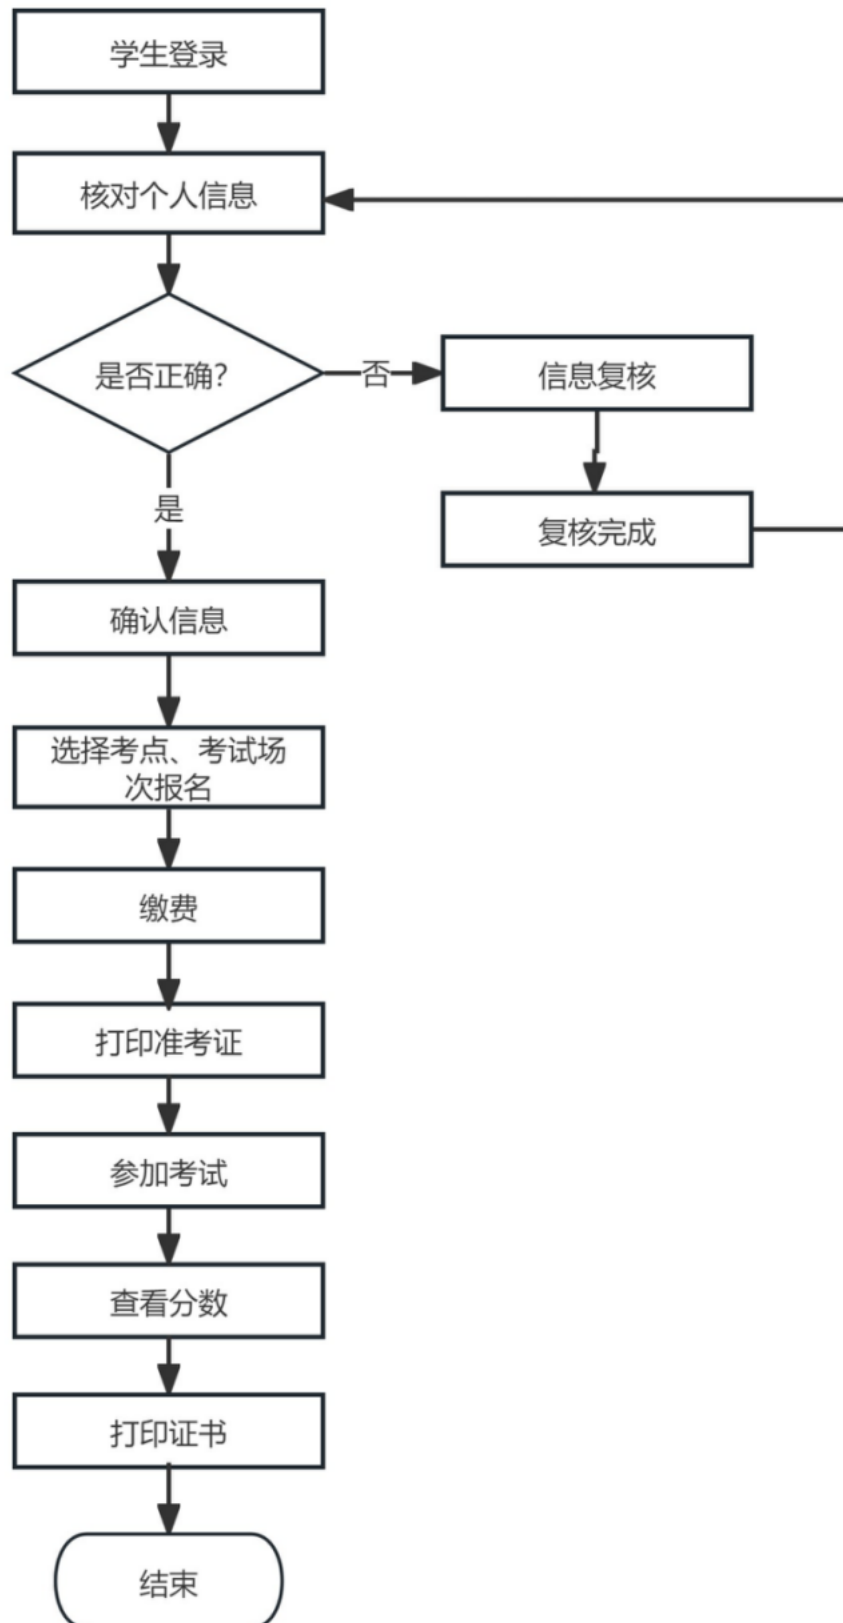 学生登录
核对个人信息
是否正确？
否
信息复核
是
复核完成
确认信息
选择考点、考试场
次报名
缴费
打印准考证
参加考试
查看分数
打印证书
结束